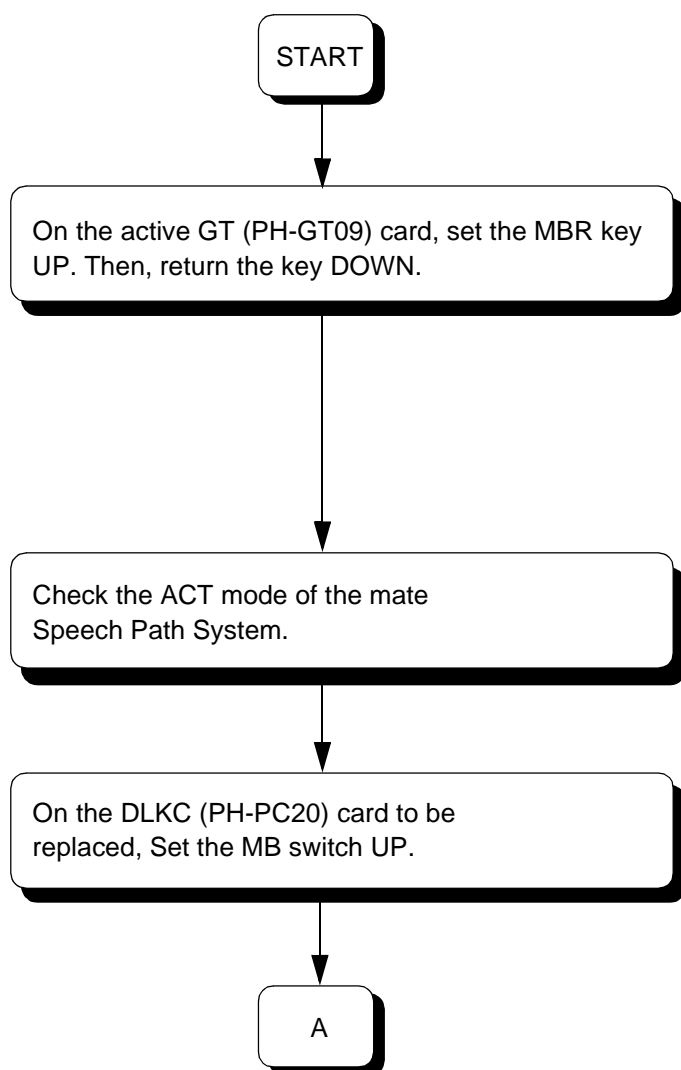 START
On the active GT (PH-GT09) card, set the MBR key
UP. Then, return the key DOWN.
Check the ACT mode of the mate
Speech Path System.
On the DLKC (PH-PC20) card to be
replaced, Set the MB switch UP.
A